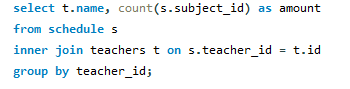 select t.name, count(s.subject_id) as amount
from schedule s
inner join teachers t on s.teacher_id = t.id
group by teacher_id;